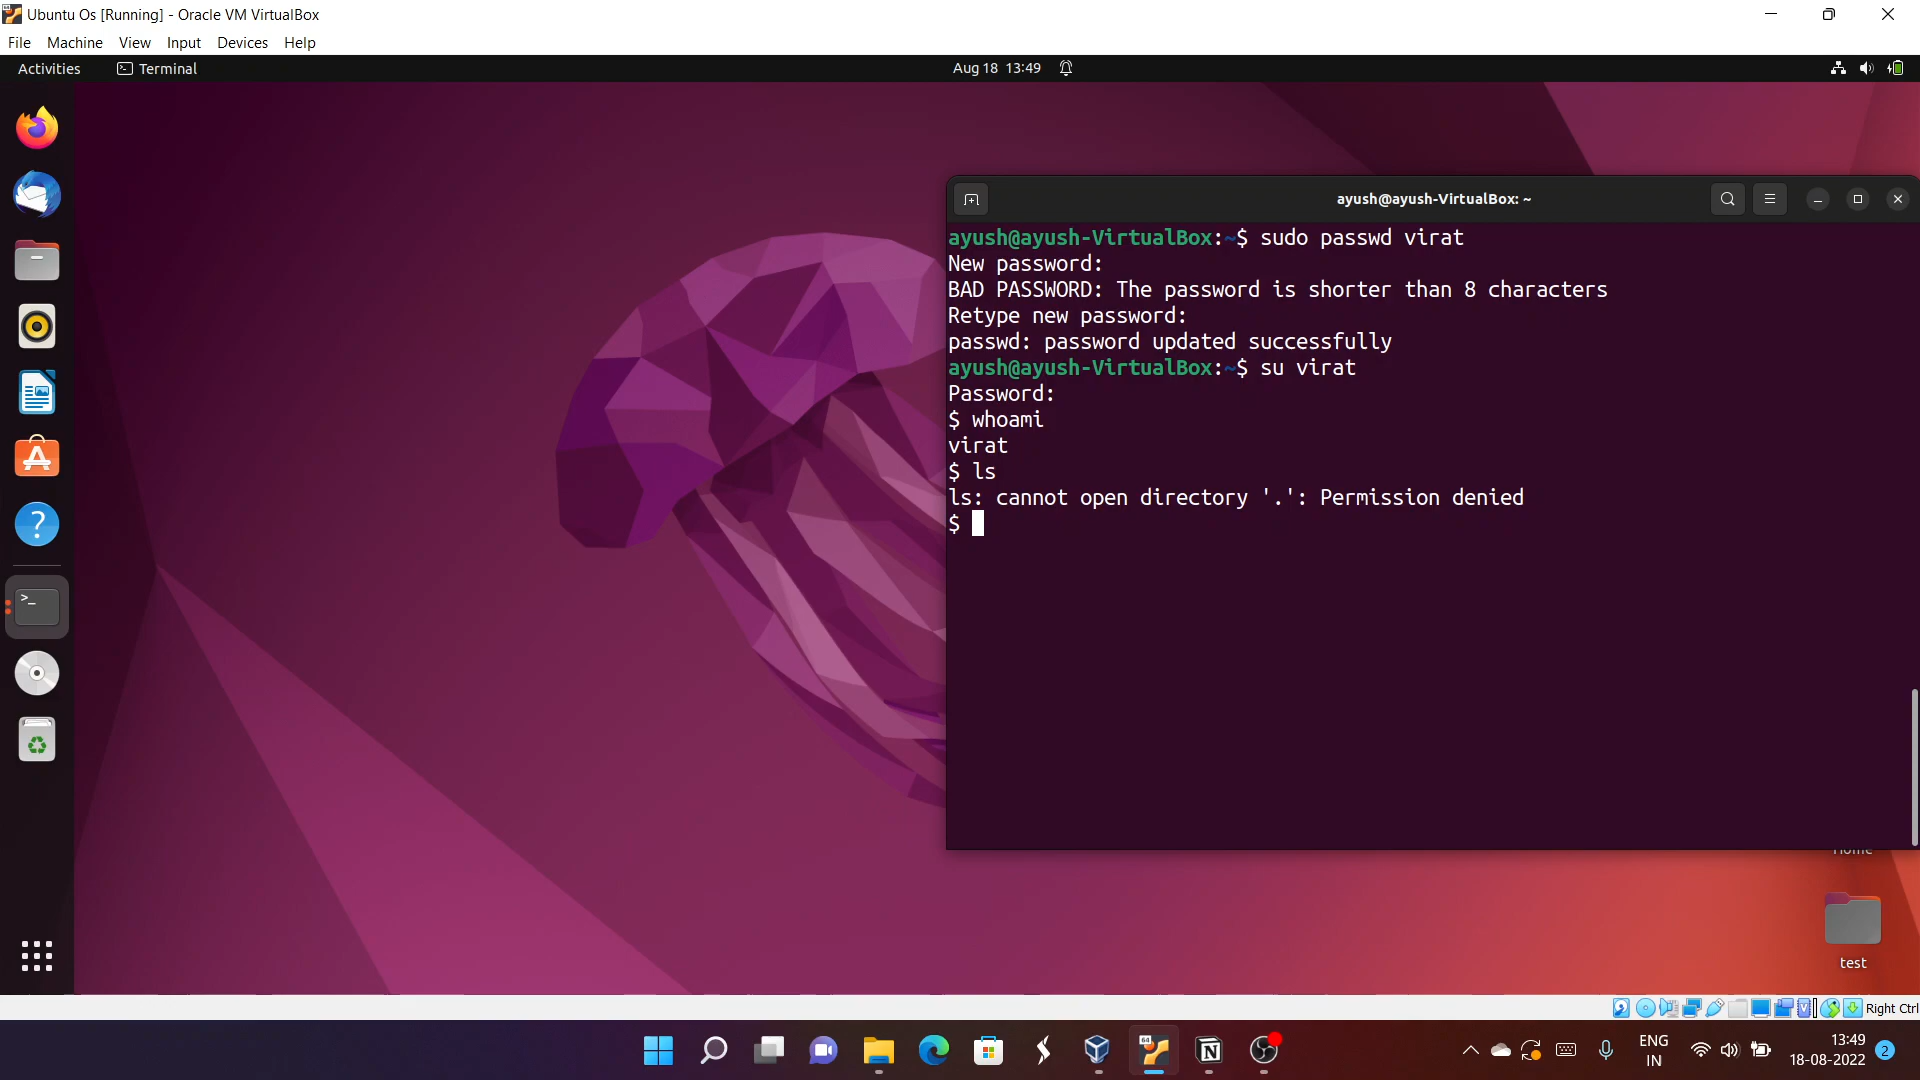 Ubuntu Os [Running] - Oracle VM VirtualBox
File Machine View Input Devices Help
Activities Terminal Aug 18 13:49
ayush@ayush-VirtualBox: ~
ayush@ayush-VirtualBox:~$ sudo passwd virat
New password:
BAD PASSWORD: The password is shorter than 8 characters
Retype new password:
passwd: password updated successfully
ayush@ayush-VirtualBox:~$ su virat
Password:
$ whoami
virat
$ ls
ls: cannot open directory '.': Permission denied
$
Home
test
Right Ctrl
ENG
IN
13:49
18-08-2022
2